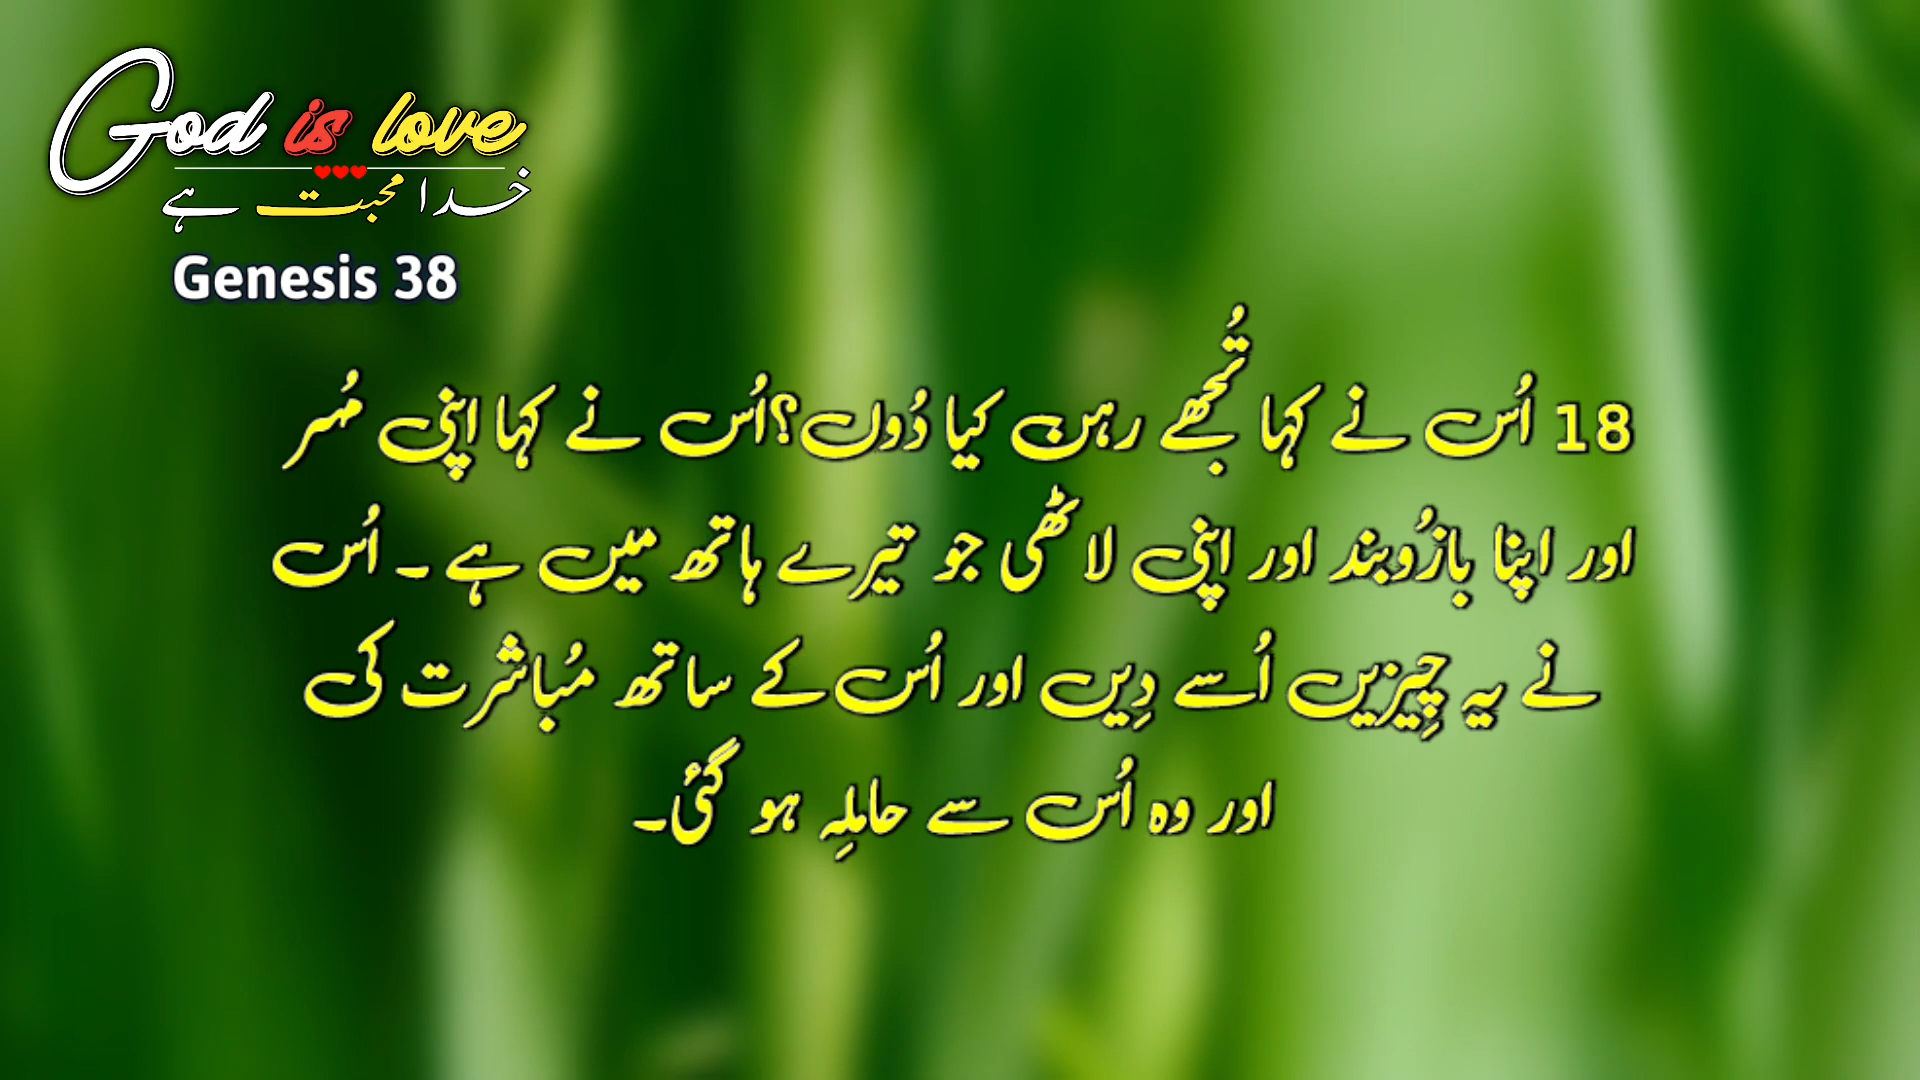 God is love
خدا محبت ہے
Genesis 38
18 اُس نے کہا تُجھے رہن کیا دُوں؟اُس نے کہا اپنی مُہر
اور اپنا بازُوبند اور اپنی لاٹھی جو تیرے ہاتھ میں ہے ۔ اُس
نے یہ چِیزیں اُسے دِیں اور اُس کے ساتھ مُباشرت کی
اور وہ اُس سے حامِلہ ہو گئی۔